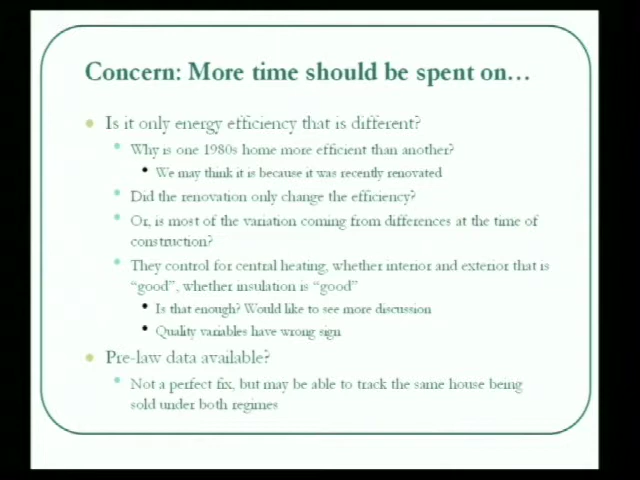 Concern: More time should be spent on…
Is it only energy efficiency that is different?
Why is one 1980s home more efficient than another?
We may think it is because it was recently renovated
Did the renovation only change the efficiency?
Or, is most of the variation coming from differences at the time of
construction?
They control for central heating, whether interior and exterior that is
“good”, whether insulation is “good”
Is that enough? Would like to see more discussion
Quality variables have wrong sign
Pre-law data available?
Not a perfect fix, but may be able to track the same house being
sold under both regimes